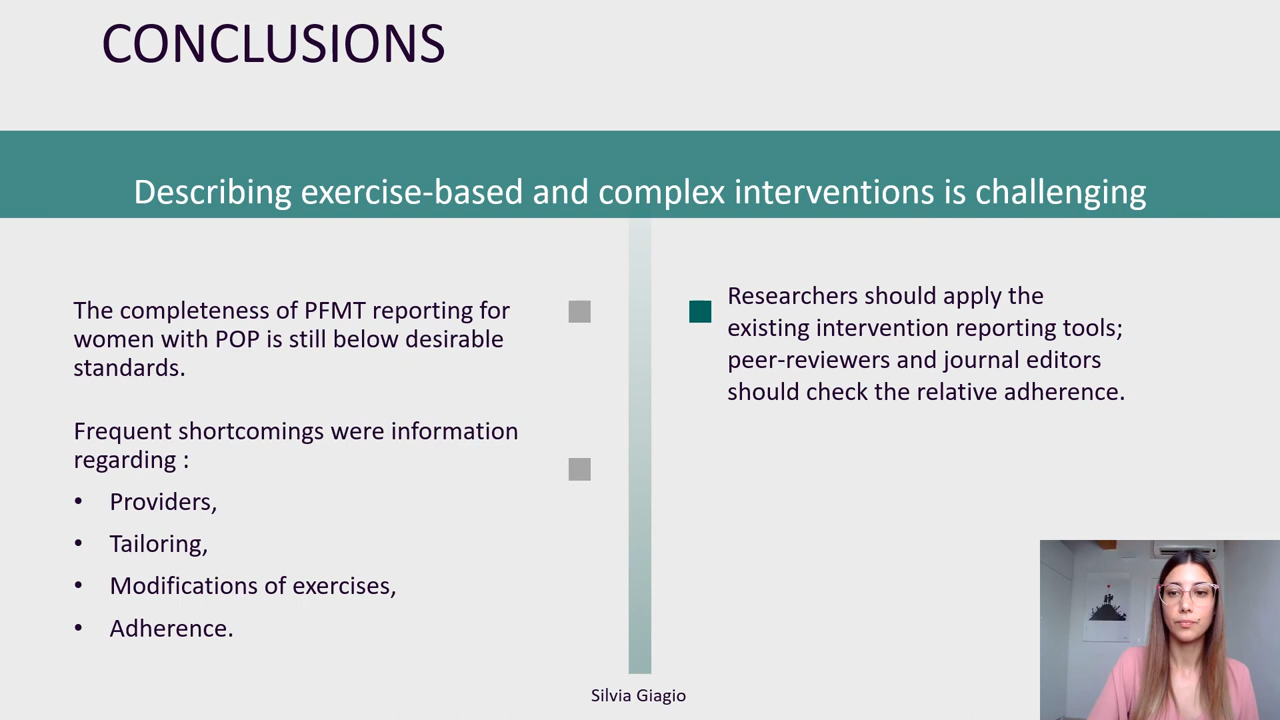 CONCLUSIONS
Describing exercise-based and complex interventions is challenging
The completeness of PFMT reporting for
women with POP is still below desirable
standards.
Frequent shortcomings were information
regarding :
• Providers,
• Tailoring,
• Modifications of exercises,
• Adherence.
Researchers should apply the
existing intervention reporting tools;
peer-reviewers and journal editors
should check the relative adherence.
Silvia Giagio